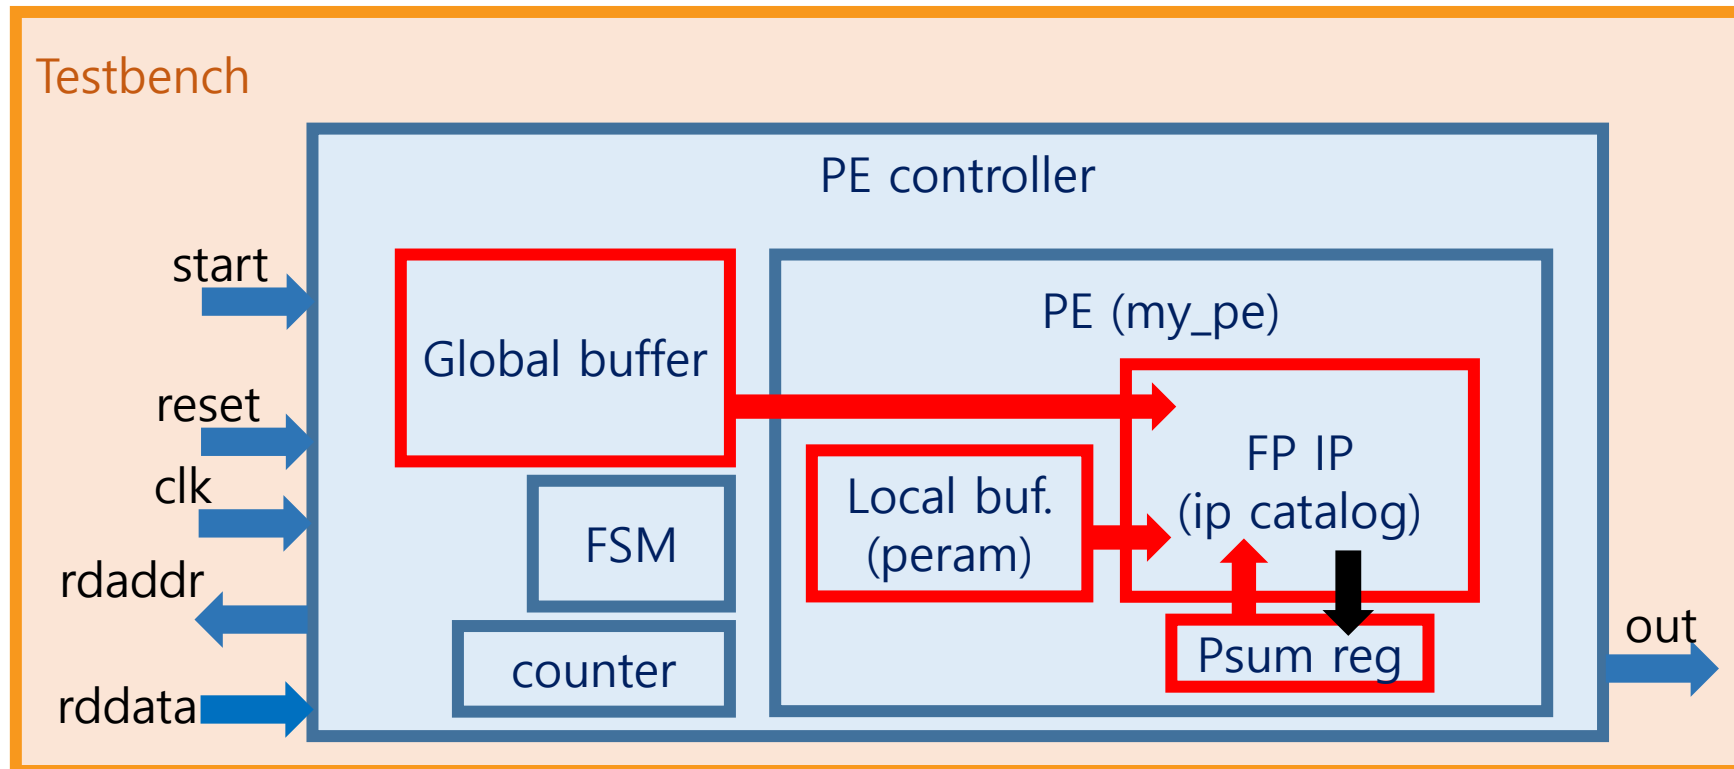 Testbench
PE controller
start
Global buffer
PE (my_pe)
reset
clk
FP IP
(ip catalog)
Local buf.
(peram)
FSM
rdaddr
counter
Psum reg
out
rddata